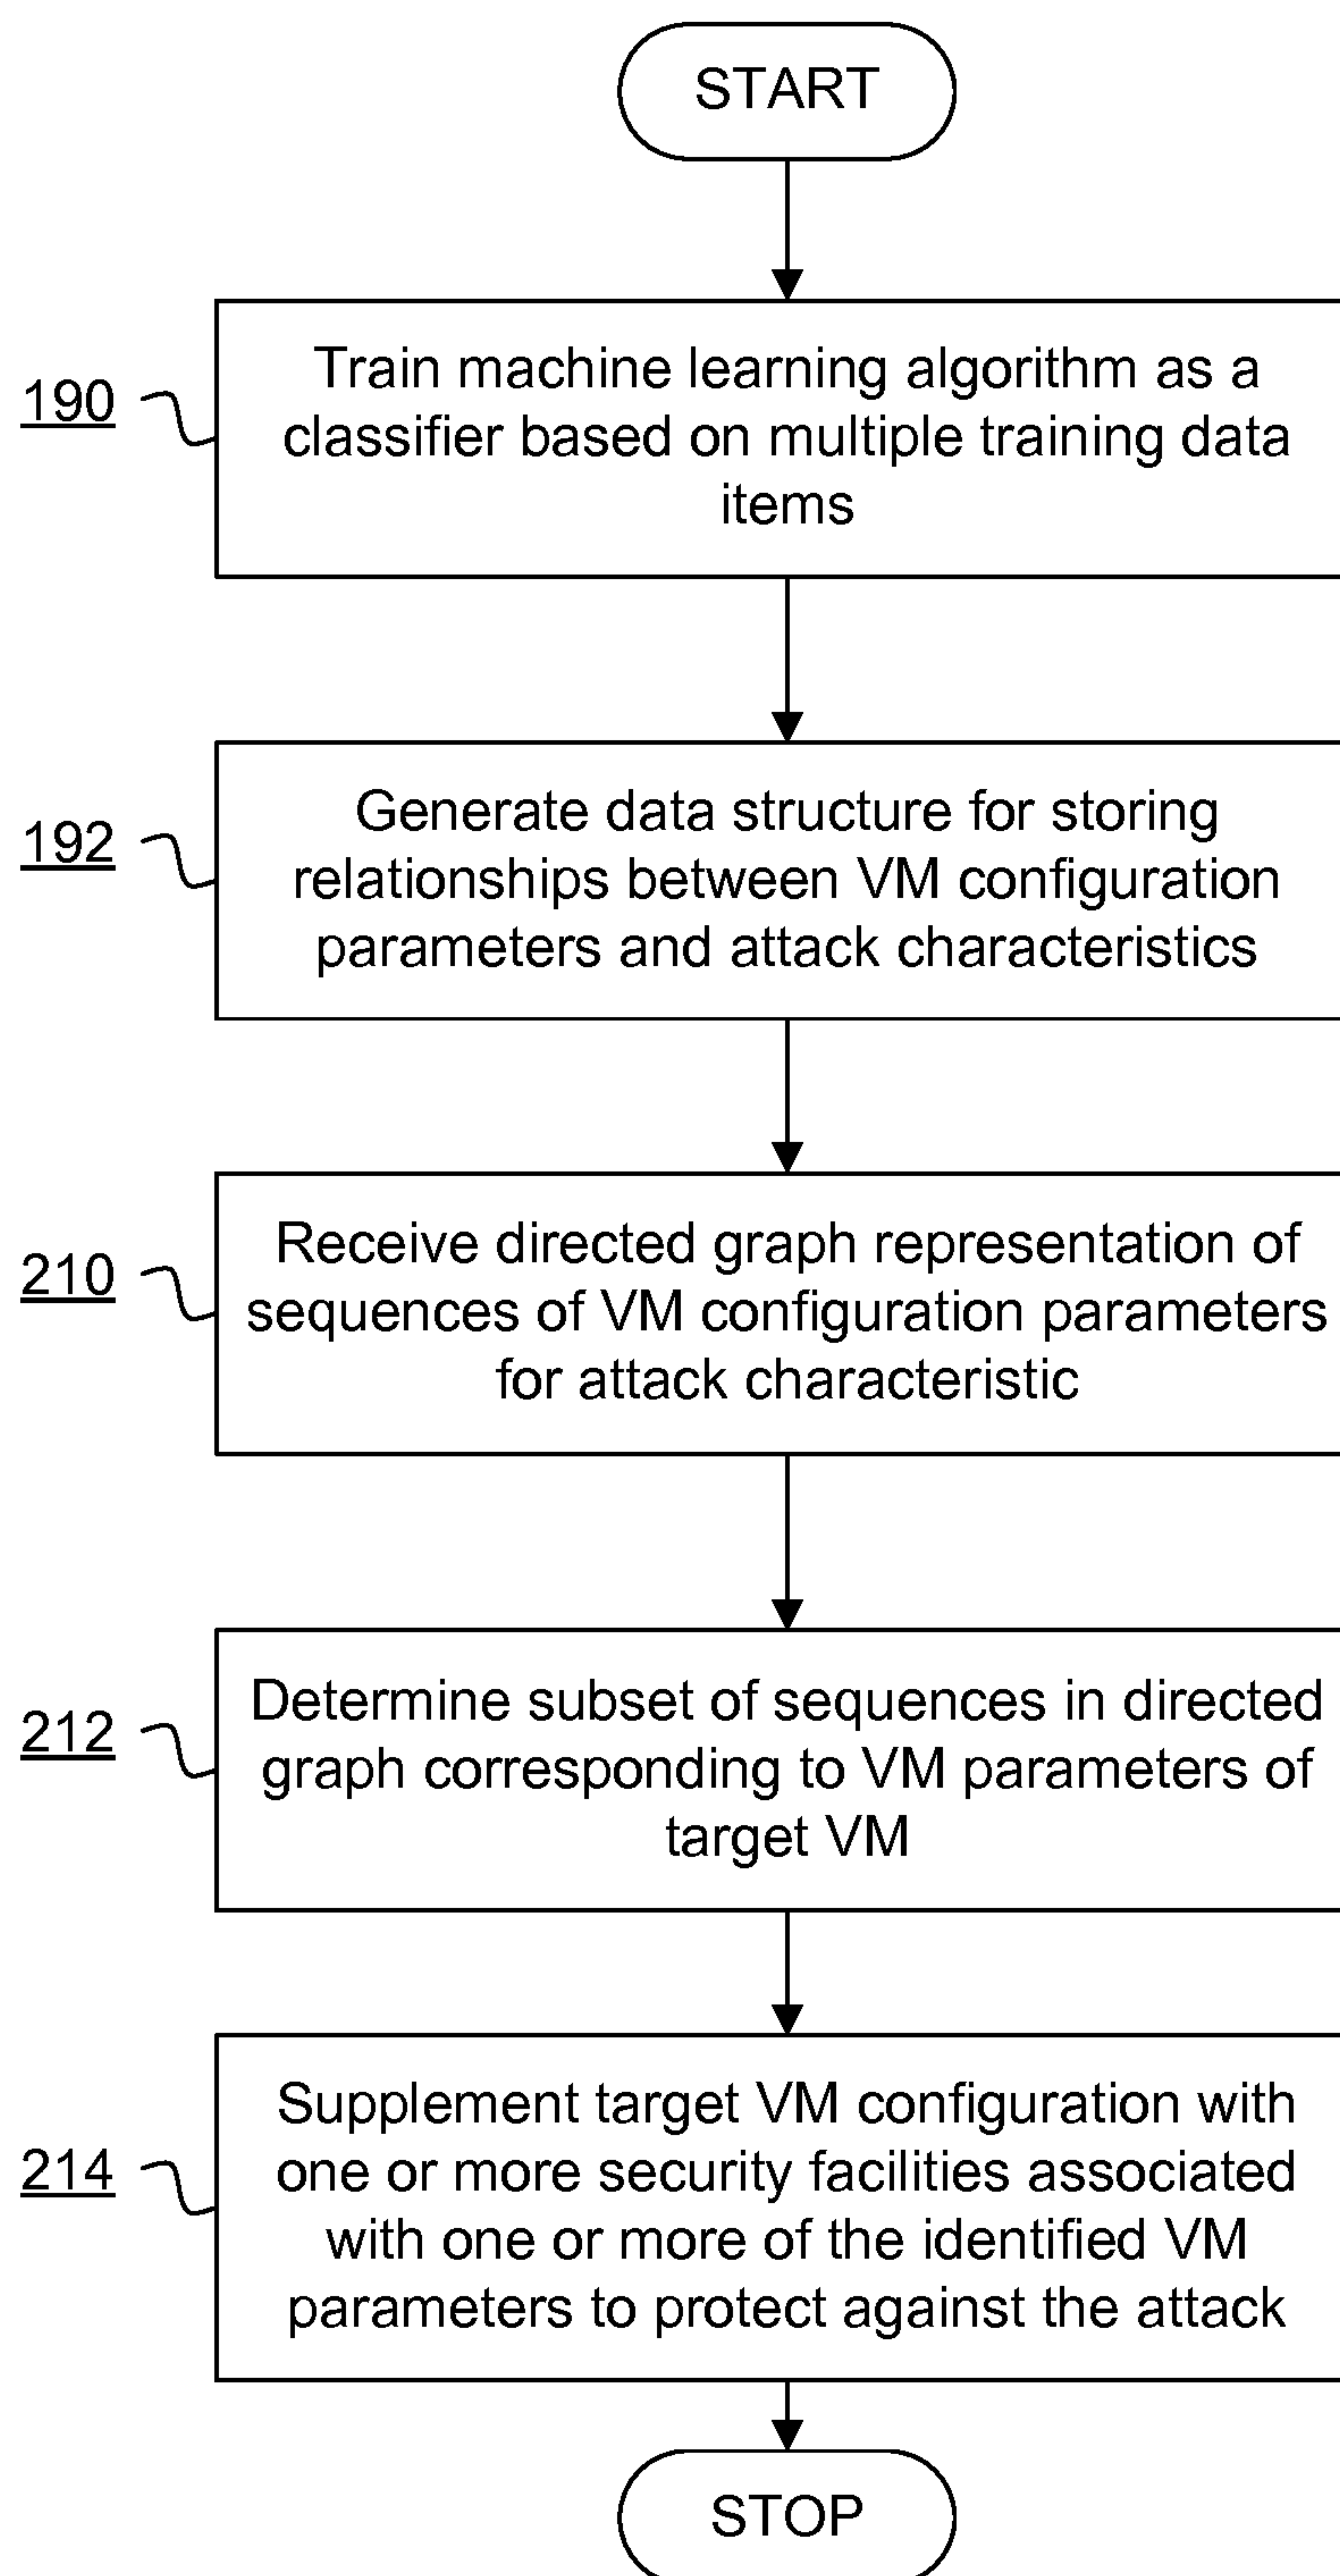 START
190
Train machine learning algorithm as a
classifier based on multiple training data
items
192
Generate data structure for storing
relationships between VM configuration
parameters and attack characteristics
210
Receive directed graph representation of
sequences of VM configuration parameters
for attack characteristic
212
Determine subset of sequences in directed
graph corresponding to VM parameters of
target VM
214
Supplement target VM configuration with
one or more security facilities associated
with one or more of the identified VM
parameters to protect against the attack
STOP